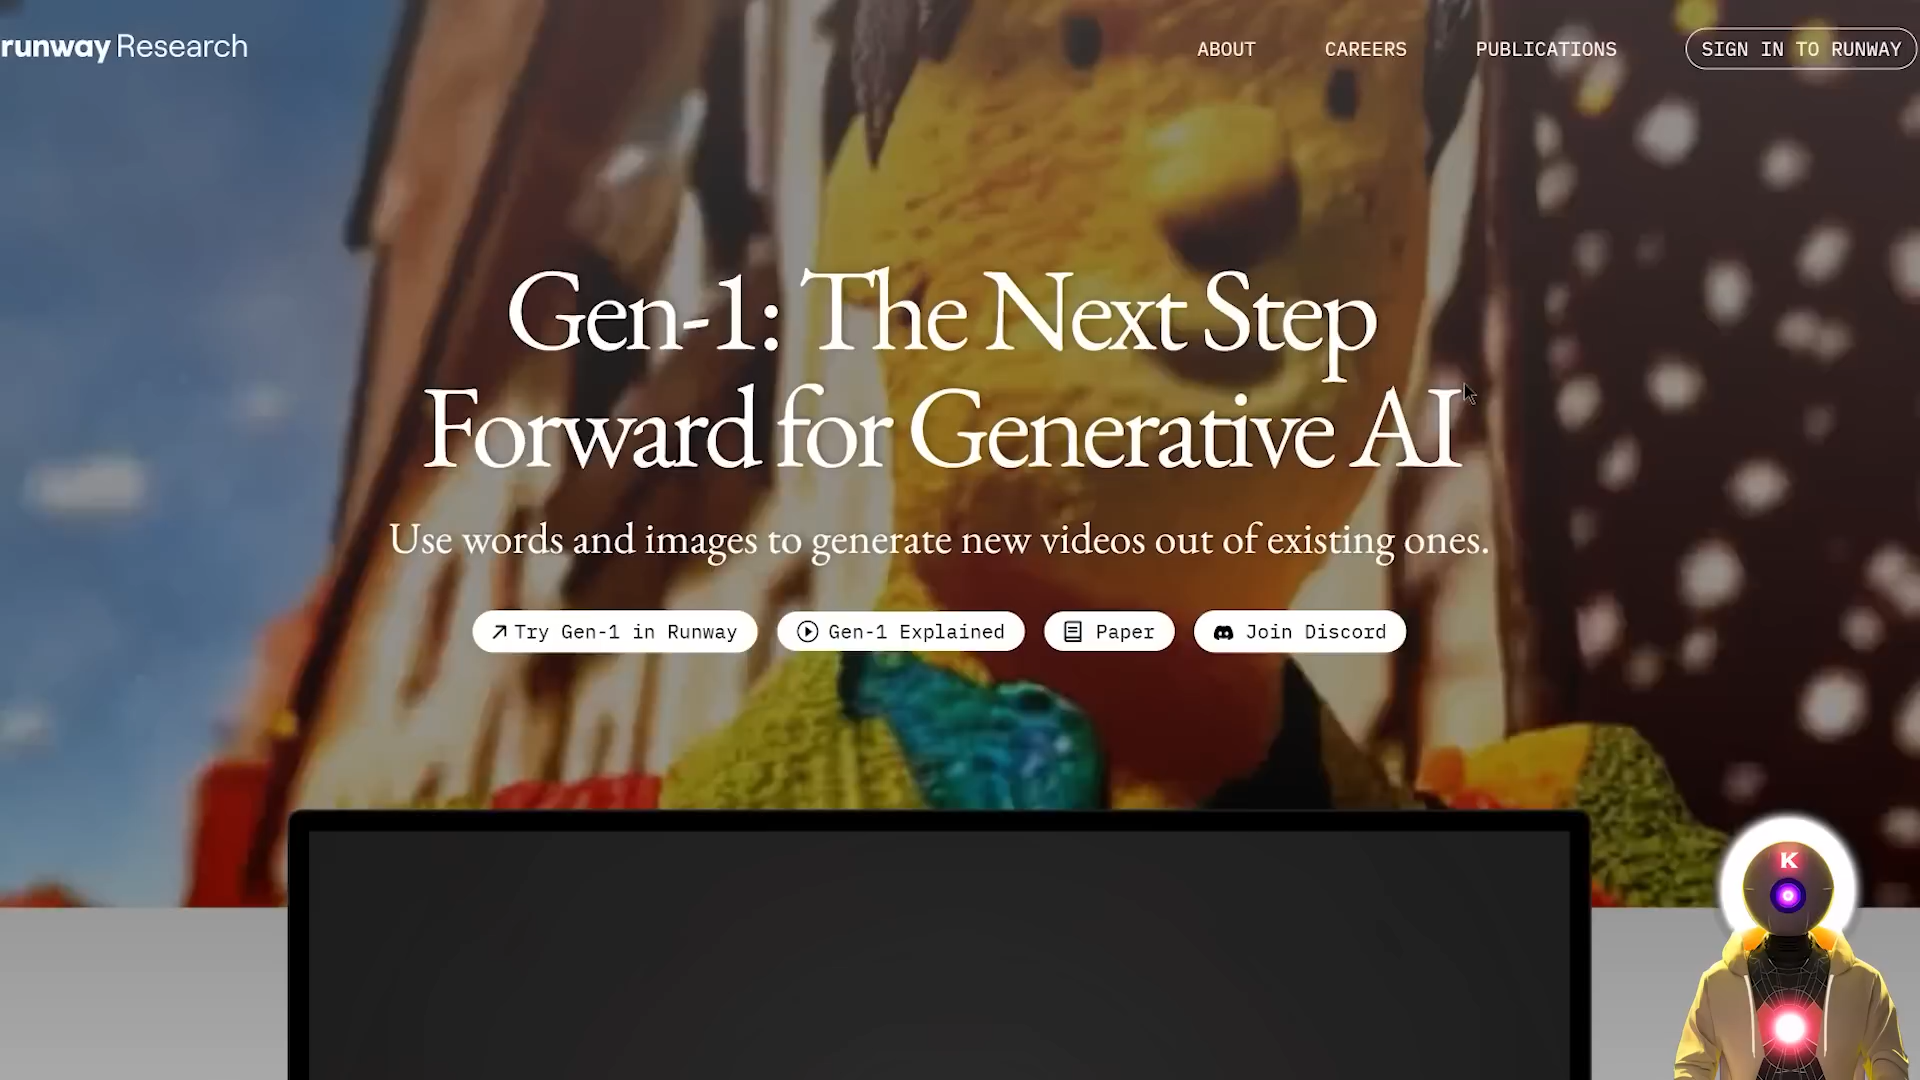 runway Research
ABOUT
CAREERS
PUBLICATIONS
SIGN IN TO RUNWAY
Gen-1: The Next Step
Forward for Generative AI
Use words and images to generate new videos out of existing ones.
Try Gen-1 in Runway
Gen-1 Explained
Paper
Join Discord
K